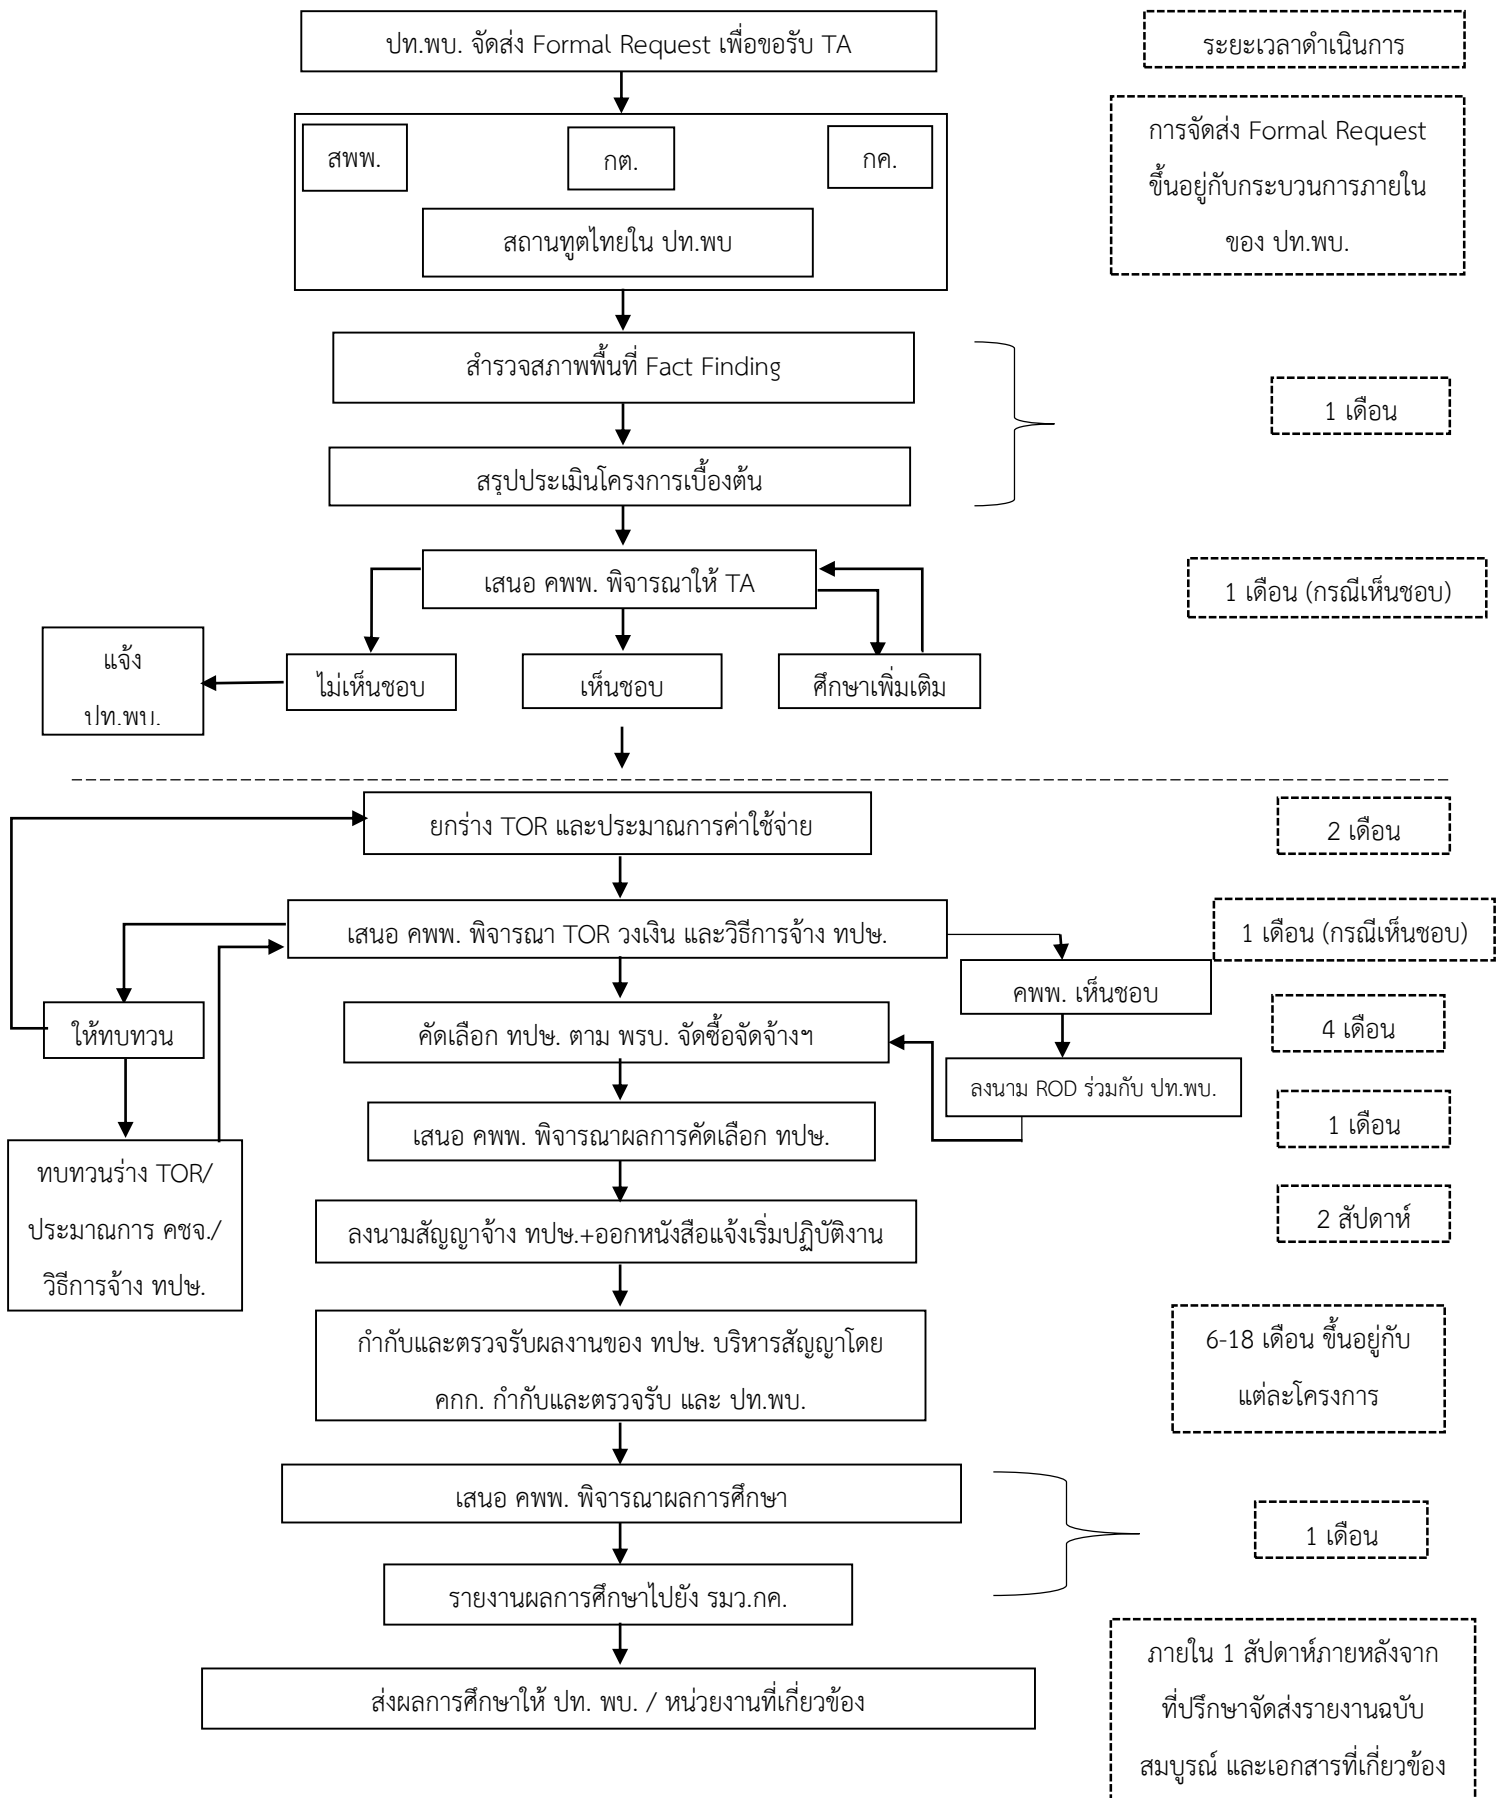 ปท.พบ. จัดส่ง Formal Request เพื่อขอรับ TA
ระยะเวลาดำเนินการ
สพพ.
กต.
กค.
สถานทูตไทยใน ปท.พบ
การจัดส่ง Formal Request
ขึ้นอยู่กับกระบวนการภายใน
ของ ปท.พบ.
สำรวจสภาพพื้นที่ Fact Finding
สรุปประเมินโครงการเบื้องต้น
1 เดือน
เสนอ คพพ. พิจารณาให้ TA
1 เดือน (กรณีเห็นชอบ)
แจ้ง
ปท.พบ.
ไม่เห็นชอบ
เห็นชอบ
ศึกษาเพิ่มเติม
ยกร่าง TOR และประมาณการค่าใช้จ่าย
2 เดือน
เสนอ คพพ. พิจารณา TOR วงเงิน และวิธีการจ้าง ทปษ.
1 เดือน (กรณีเห็นชอบ)
คพพ. เห็นชอบ
ให้ทบทวน
คัดเลือก ทปษ. ตาม พรบ. จัดซื้อจัดจ้างฯ
4 เดือน
ลงนาม ROD ร่วมกับ ปท.พบ.
เสนอ คพพ. พิจารณาผลการคัดเลือก ทปษ.
1 เดือน
ทบทวนร่าง TOR/
ประมาณการ คชจ./
วิธีการจ้าง ทปษ.
ลงนามสัญญาจ้าง ทปษ.+ออกหนังสือแจ้งเริ่มปฏิบัติงาน
2 สัปดาห์
กำกับและตรวจรับผลงานของ ทปษ. บริหารสัญญาโดย
คกก. กำกับและตรวจรับ และ ปท.พบ.
6-18 เดือน ขึ้นอยู่กับ
แต่ละโครงการ
เสนอ คพพ. พิจารณาผลการศึกษา
1 เดือน
รายงานผลการศึกษาไปยัง รมว.กค.
ส่งผลการศึกษาให้ ปท. พบ. / หน่วยงานที่เกี่ยวข้อง
ภายใน 1 สัปดาห์ภายหลังจาก
ที่ปรึกษาจัดส่งรายงานฉบับ
สมบูรณ์ และเอกสารที่เกี่ยวข้อง